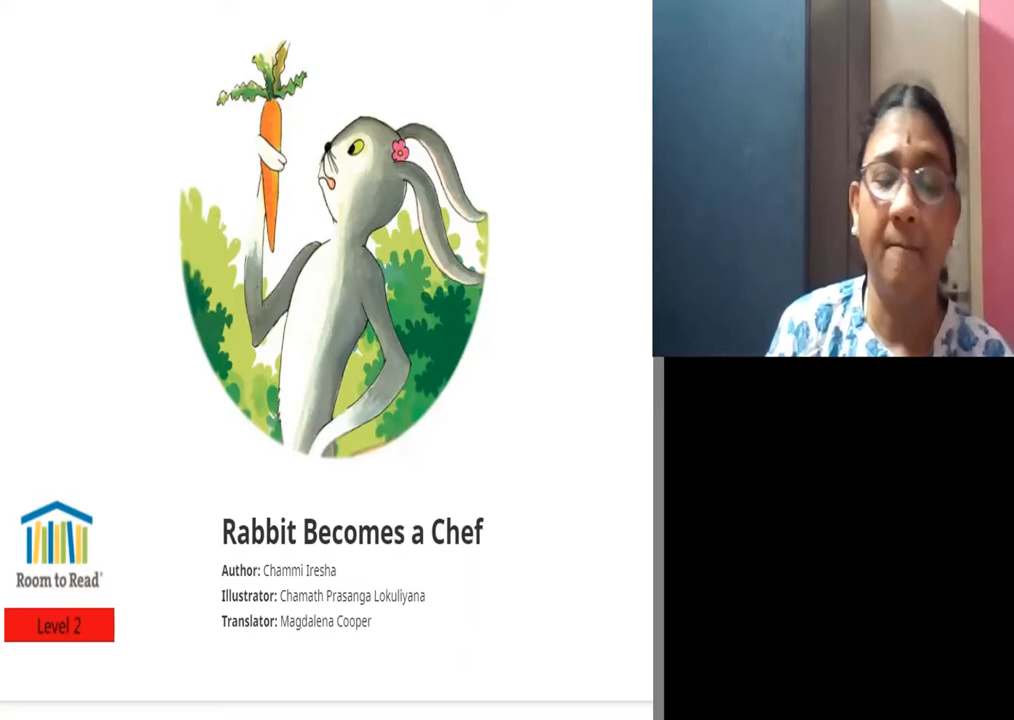 Room to Read®
Level 2
Rabbit Becomes a Chef
Author: Chammi Iresha
Illustrator: Chamath Prasanga Lokuliyana
Translator: Magdalena Cooper